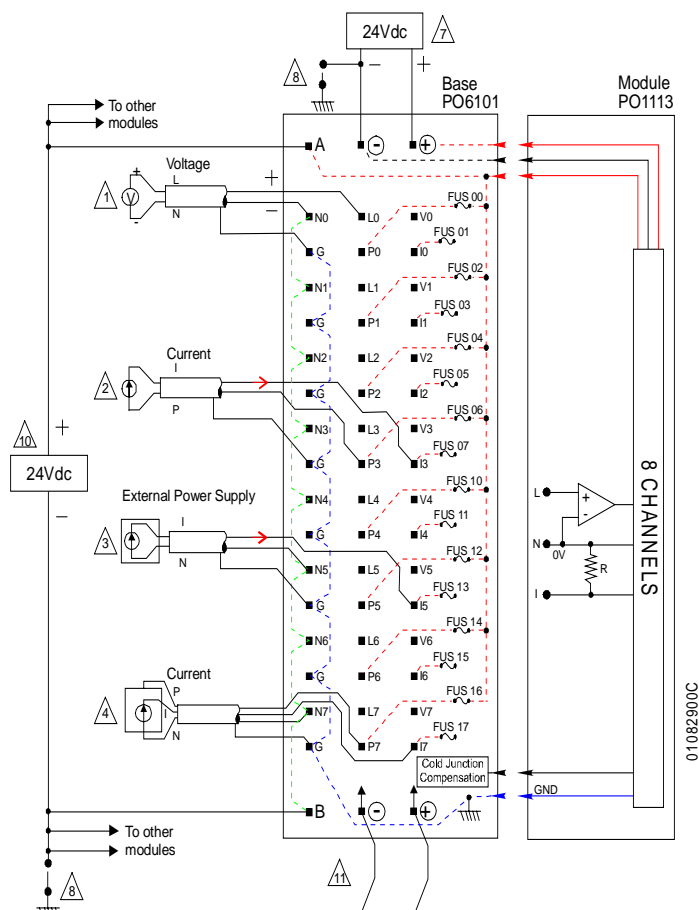 24Vdc
7
8
−
+
Base
PO6101
Module
PO1113
To other
modules
A
−
+
Voltage
1
+
V
-
L
N
+
−
N0 L0 V0 FUS 00
G P0 I0 FUS 01
N1 L1 V1 FUS 02
G P1 I1 FUS 03
N2 L2 V2 FUS 04
Current
2
I
P
G P2 I2 FUS 05
N3 L3 V3 FUS 06
G P3 I3 FUS 07
10
+
24Vdc
−
External Power Supply
3
I
N
N4 L4 V4 FUS 10
G P4 I4 FUS 11
N5 L5 V5 FUS 12
G P5 I5 FUS 13
N6 L6 V6 FUS 14
Current
4
P
I
N
G P6 I6 FUS 15
N7 L7 V7 FUS 16
G P7 I7 FUS 17
L
+
-
N
0V
R
I
8 CHANNELS
Cold Junction
Compensation
GND
B
−
+
To other
modules
8
11
01082900C